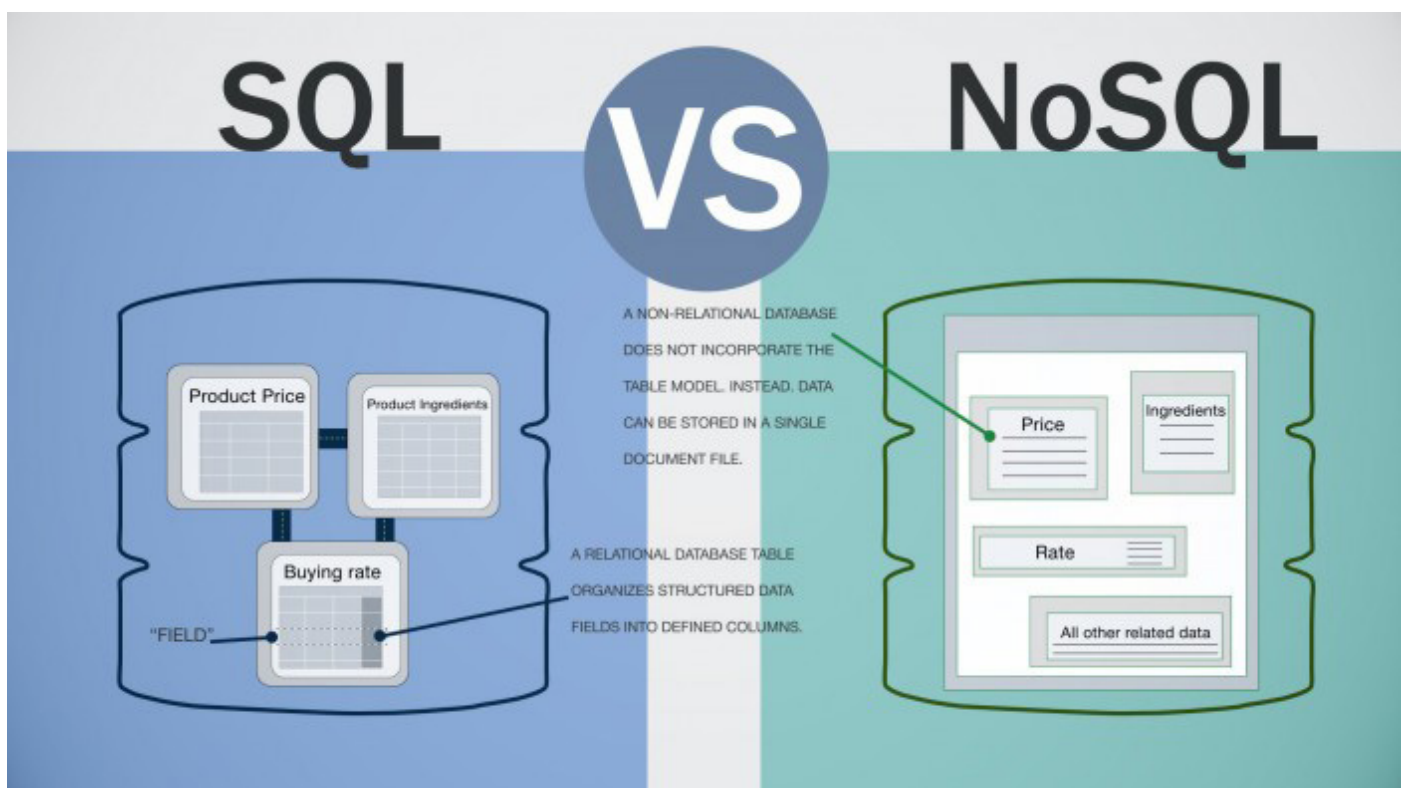 SQL
VS
NoSQL
Product Price
Product Ingredients
Buying rate
"FIELD"
A NON-RELATIONAL DATABASE
DOES NOT INCORPORATE THE
TABLE MODEL. INSTEAD. DATA
CAN BE STORED IN A SINGLE
DOCUMENT FILE.
A RELATIONAL DATABASE TABLE
ORGANIZES STRUCTURED DATA
FIELDS INTO DEFINED COLUMNS.
Price
Ingredients
Rate
All other related data